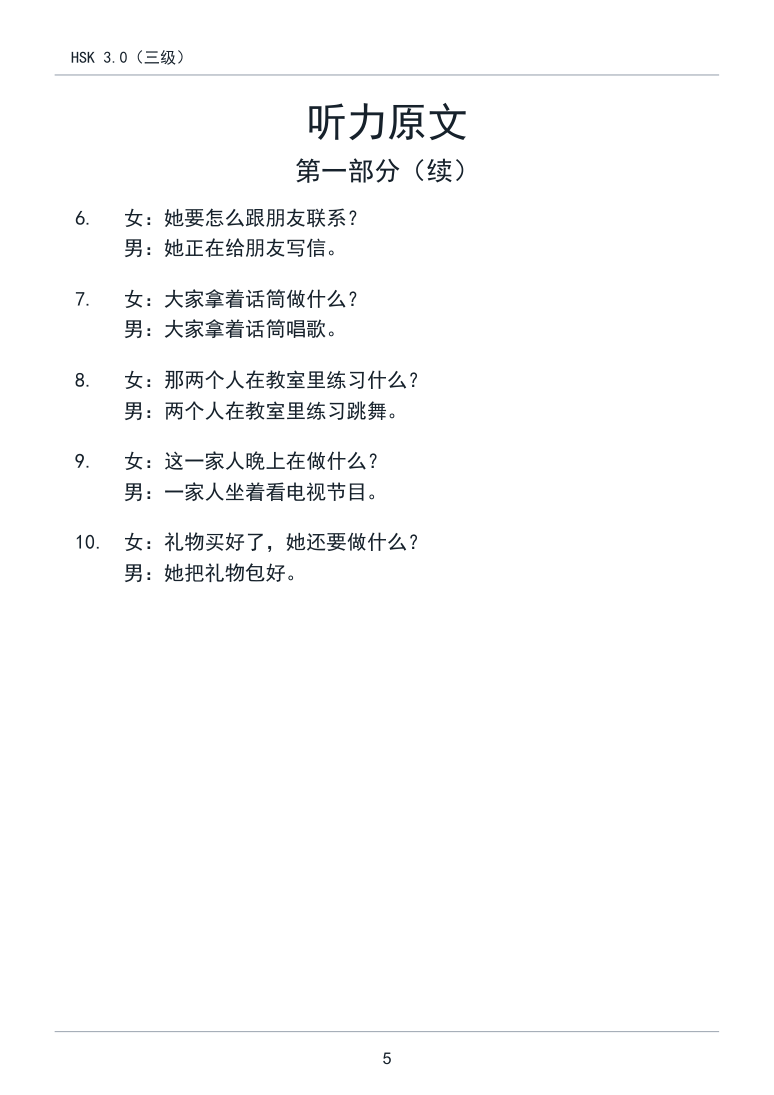 HSK 3.0（三级）
听力原文
第一部分（续）
6. 女：她要怎么跟朋友联系？
男：她正在给朋友写信。
7. 女：大家拿着话筒做什么？
男：大家拿着话筒唱歌。
8. 女：那两个人在教室里练习什么？
男：两个人在教室里练习跳舞。
9. 女：这一家人晚上在做什么？
男：一家人坐着看电视节目。
10. 女：礼物买好了，她还要做什么？
男：她把礼物包好。
5